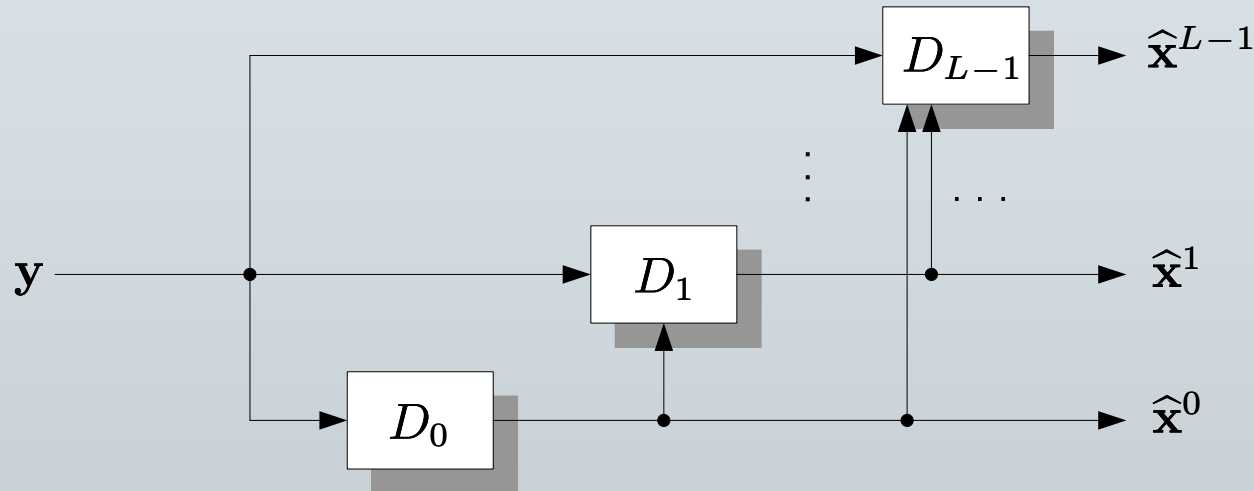 D_{L−1} x̂^{L−1}
⋮ . . .
y D_1 x̂^1
D_0 x̂^0